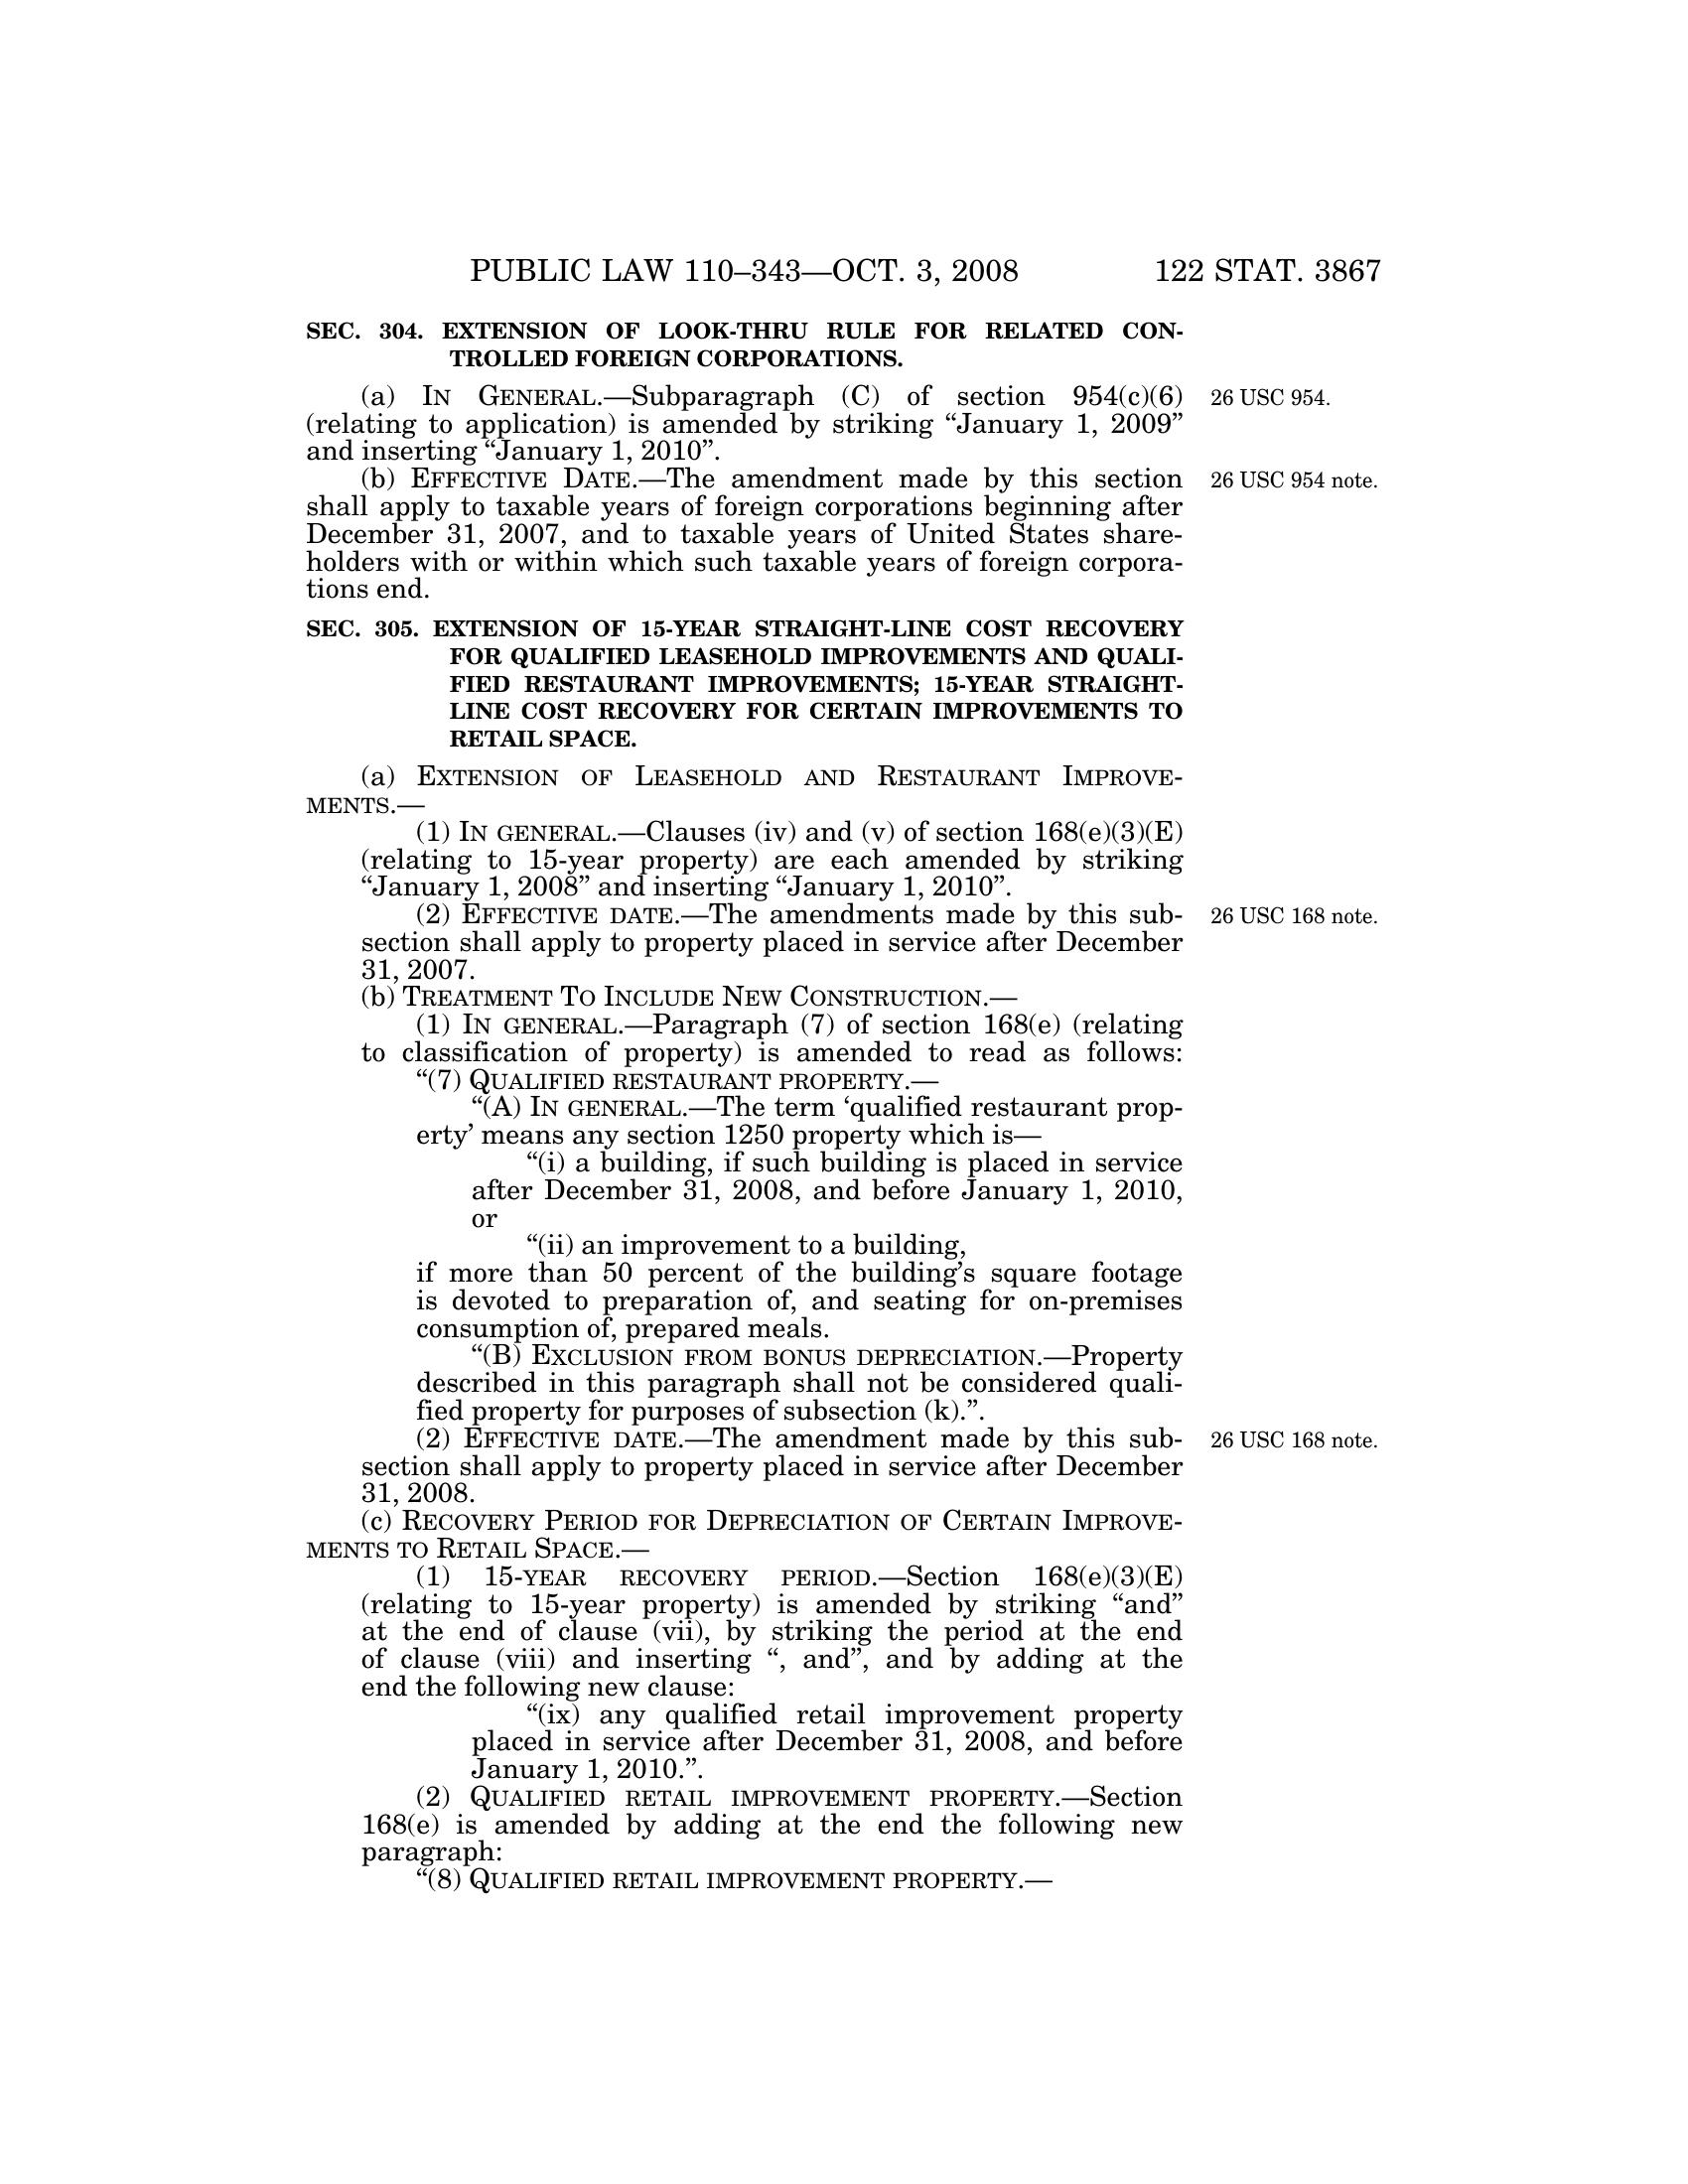 PUBLIC LAW 110–343—OCT. 3, 2008 122 STAT. 3867
SEC. 304. EXTENSION OF LOOK-THRU RULE FOR RELATED CON-
TROLLED FOREIGN CORPORATIONS.
(a) IN GENERAL.—Subparagraph (C) of section 954(c)(6) 26 USC 954.
(relating to application) is amended by striking “January 1, 2009”
and inserting “January 1, 2010”.
(b) EFFECTIVE DATE.—The amendment made by this section 26 USC 954 note.
shall apply to taxable years of foreign corporations beginning after
December 31, 2007, and to taxable years of United States share-
holders with or within which such taxable years of foreign corpora-
tions end.
SEC. 305. EXTENSION OF 15-YEAR STRAIGHT-LINE COST RECOVERY
FOR QUALIFIED LEASEHOLD IMPROVEMENTS AND QUALI-
FIED RESTAURANT IMPROVEMENTS; 15-YEAR STRAIGHT-
LINE COST RECOVERY FOR CERTAIN IMPROVEMENTS TO
RETAIL SPACE.
(a) EXTENSION OF LEASEHOLD AND RESTAURANT IMPROVE-
MENTS.—
(1) IN GENERAL.—Clauses (iv) and (v) of section 168(e)(3)(E)
(relating to 15-year property) are each amended by striking
“January 1, 2008” and inserting “January 1, 2010”.
(2) EFFECTIVE DATE.—The amendments made by this sub- 26 USC 168 note.
section shall apply to property placed in service after December
31, 2007.
(b) TREATMENT TO INCLUDE NEW CONSTRUCTION.—
(1) IN GENERAL.—Paragraph (7) of section 168(e) (relating
to classification of property) is amended to read as follows:
“(7) QUALIFIED RESTAURANT PROPERTY.—
“(A) IN GENERAL.—The term ‘qualified restaurant prop-
erty’ means any section 1250 property which is—
“(i) a building, if such building is placed in service
after December 31, 2008, and before January 1, 2010,
or
“(ii) an improvement to a building,
if more than 50 percent of the building’s square footage
is devoted to preparation of, and seating for on-premises
consumption of, prepared meals.
“(B) EXCLUSION FROM BONUS DEPRECIATION.—Property
described in this paragraph shall not be considered quali-
fied property for purposes of subsection (k).”.
(2) EFFECTIVE DATE.—The amendment made by this sub- 26 USC 168 note.
section shall apply to property placed in service after December
31, 2008.
(c) RECOVERY PERIOD FOR DEPRECIATION OF CERTAIN IMPROVE-
MENTS TO RETAIL SPACE.—
(1) 15-YEAR RECOVERY PERIOD.—Section 168(e)(3)(E)
(relating to 15-year property) is amended by striking “and”
at the end of clause (vii), by striking the period at the end
of clause (viii) and inserting “, and”, and by adding at the
end the following new clause:
“(ix) any qualified retail improvement property
placed in service after December 31, 2008, and before
January 1, 2010.”.
(2) QUALIFIED RETAIL IMPROVEMENT PROPERTY.—Section
168(e) is amended by adding at the end the following new
paragraph:
“(8) QUALIFIED RETAIL IMPROVEMENT PROPERTY.—